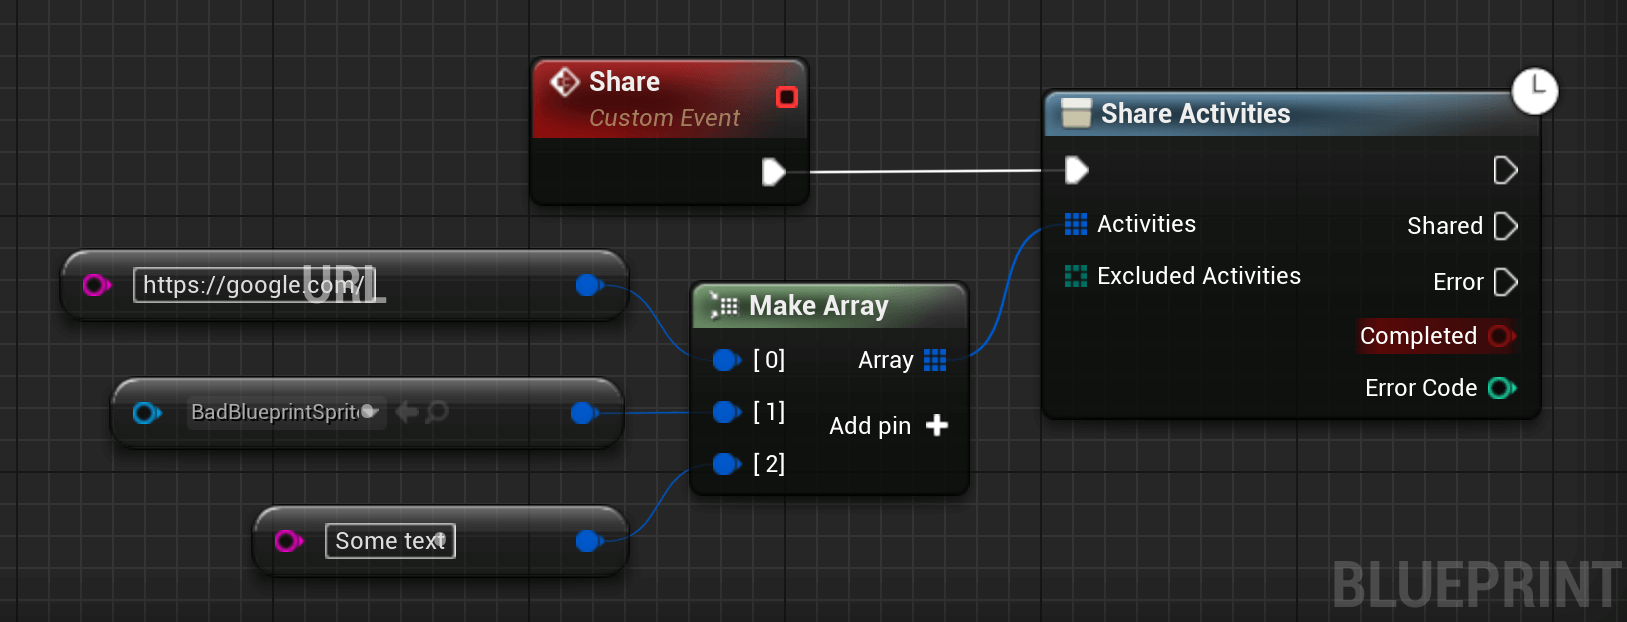 Share
Custom Event
Share Activities
Activities
Shared
Excluded Activities
Error
Completed
Error Code
https://google.com/
URL
BadBlueprintSprite
Some text
Make Array
[ 0]
Array
[ 1]
Add pin
[ 2]
BLUEPRINT